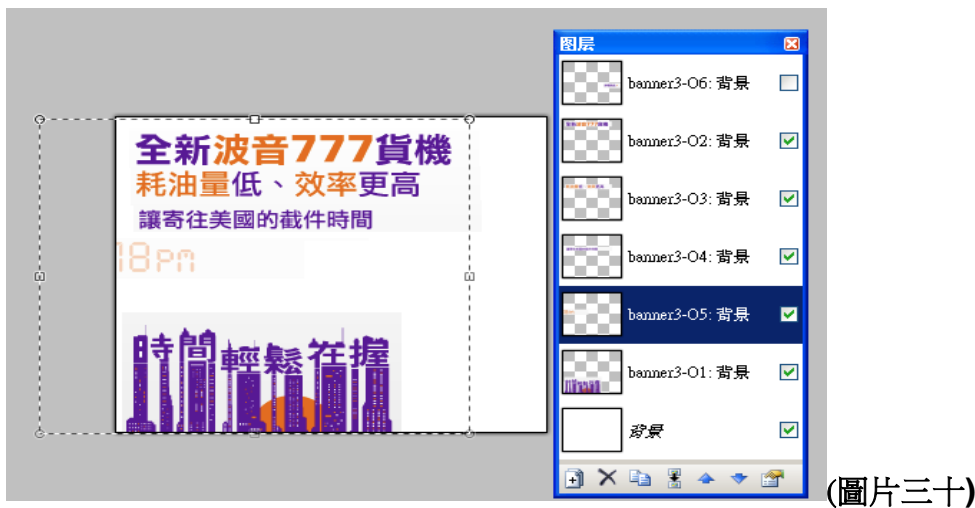 全新波音777貨機
耗油量低、效率更高
讓寄往美國的截件時間
18pm
時間輕鬆在握
图层
banner3-O6: 背景
banner3-O2: 背景
banner3-O3: 背景
banner3-O4: 背景
banner3-O5: 背景
banner3-O1: 背景
背景
(圖片三十)